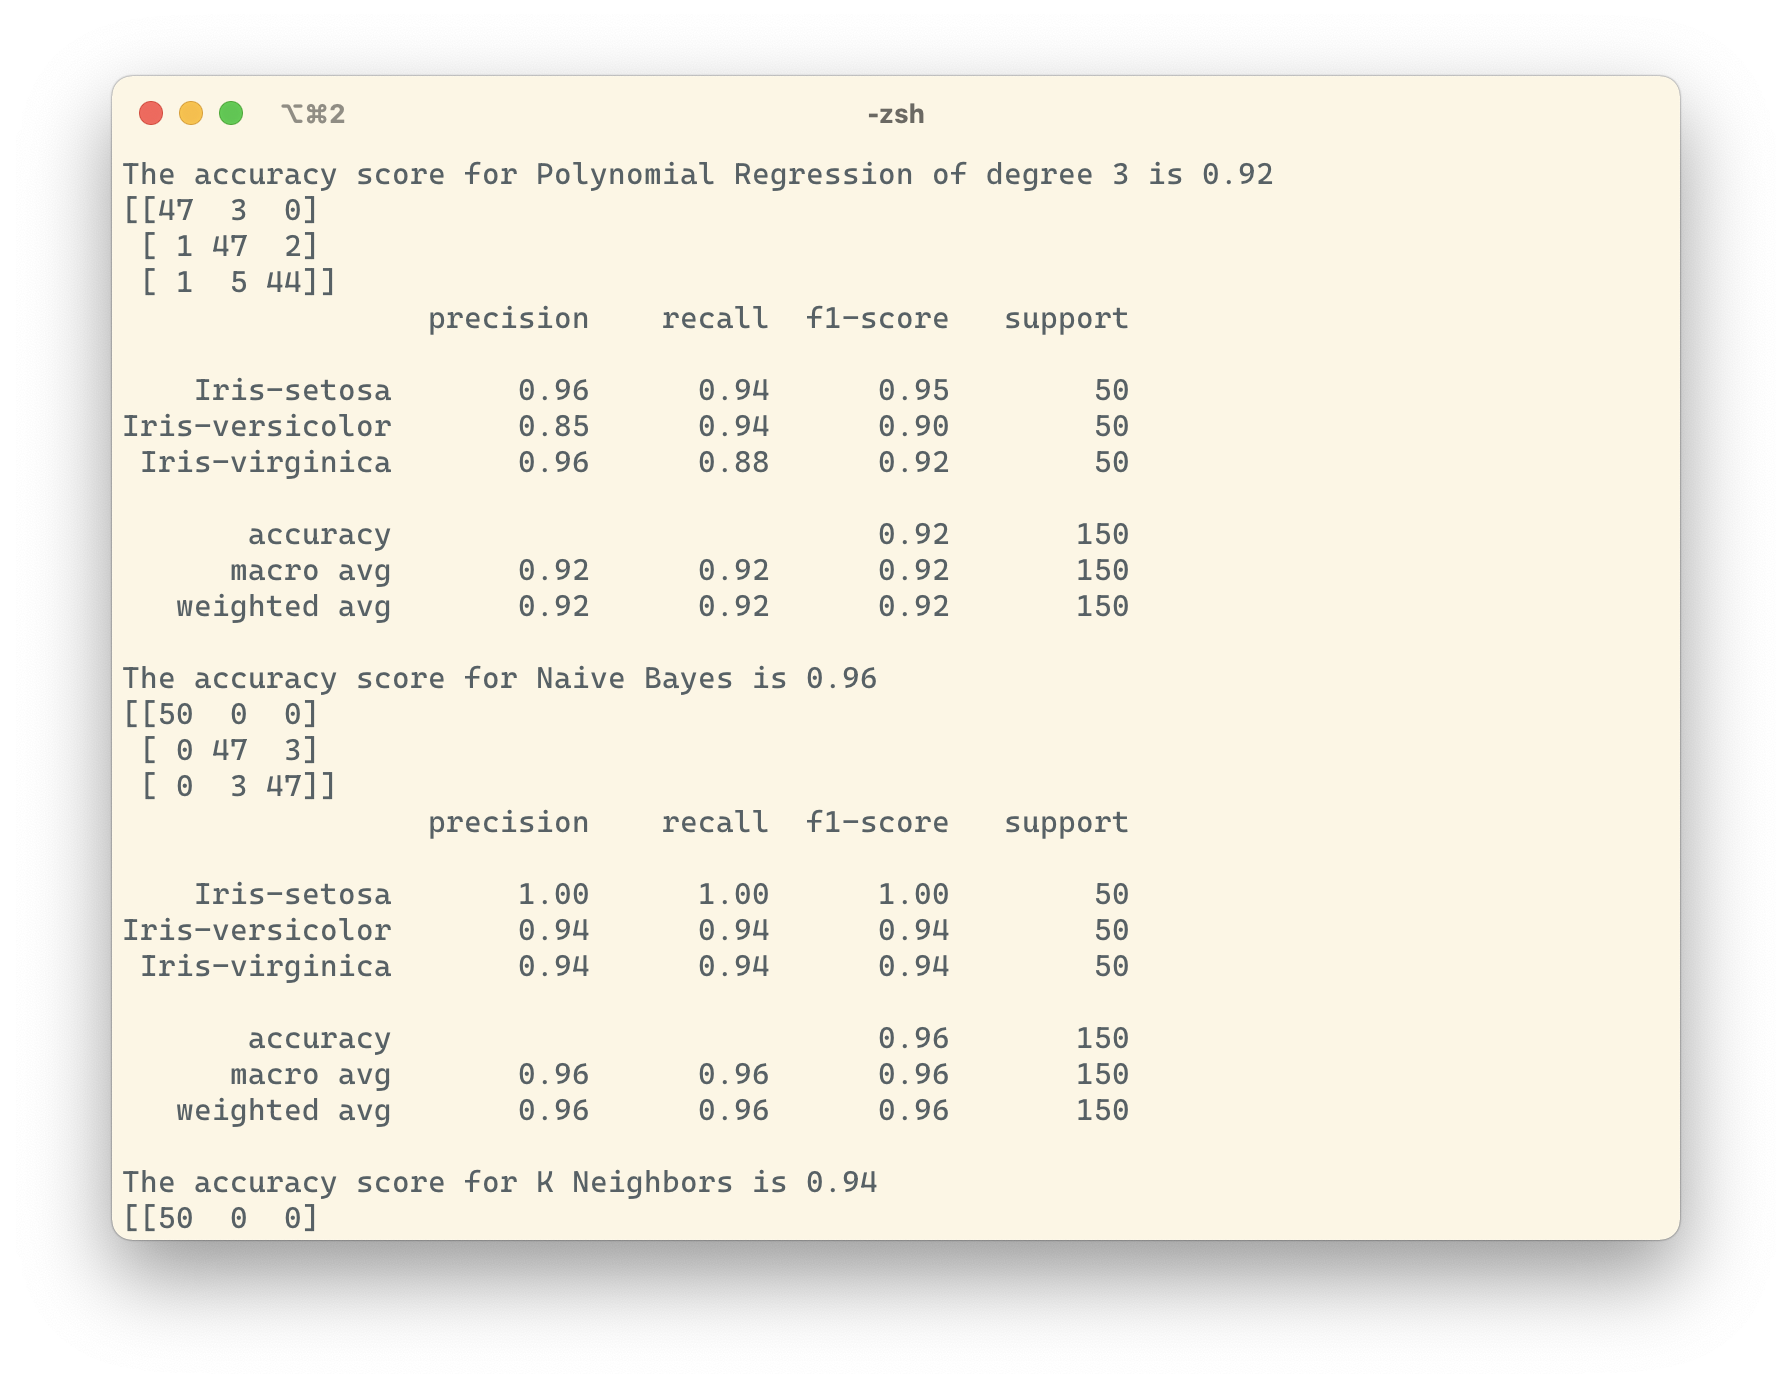 ⌥⌘2 -zsh
The accuracy score for Polynomial Regression of degree 3 is 0.92
[[47  3  0]
 [ 1 47  2]
 [ 1  5 44]]
                 precision    recall  f1-score   support

    Iris-setosa       0.96      0.94      0.95        50
Iris-versicolor       0.85      0.94      0.90        50
 Iris-virginica       0.96      0.88      0.92        50

       accuracy                           0.92       150
      macro avg       0.92      0.92      0.92       150
   weighted avg       0.92      0.92      0.92       150

The accuracy score for Naive Bayes is 0.96
[[50  0  0]
 [ 0 47  3]
 [ 0  3 47]]
                 precision    recall  f1-score   support

    Iris-setosa       1.00      1.00      1.00        50
Iris-versicolor       0.94      0.94      0.94        50
 Iris-virginica       0.94      0.94      0.94        50

       accuracy                           0.96       150
      macro avg       0.96      0.96      0.96       150
   weighted avg       0.96      0.96      0.96       150

The accuracy score for K Neighbors is 0.94
[[50  0  0]